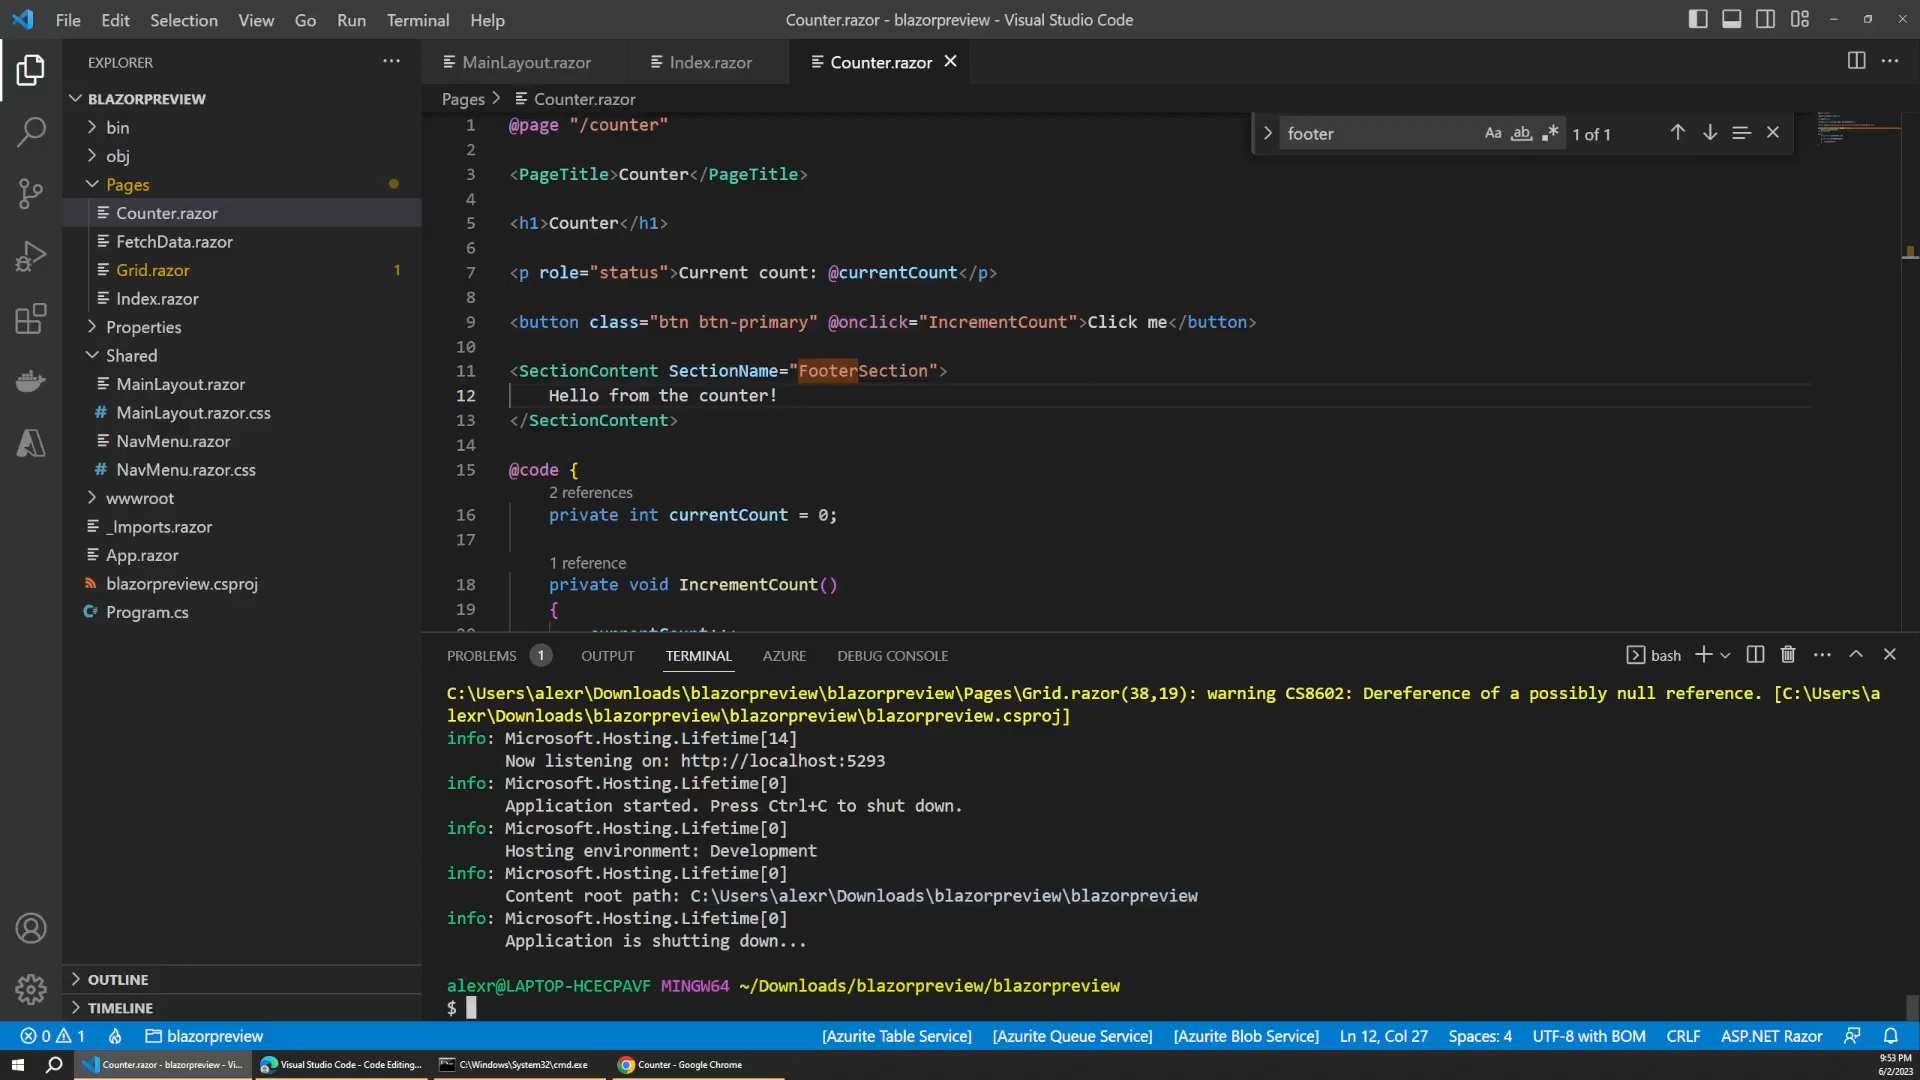 File Edit Selection View Go Run Terminal Help
Counter.razor - blazorpreview - Visual Studio Code
EXPLORER
MainLayout.razor
Index.razor
Counter.razor
BLAZORPREVIEW
bin
obj
Pages
Counter.razor
FetchData.razor
Grid.razor 1
Index.razor
Properties
Shared
MainLayout.razor
# MainLayout.razor.css
NavMenu.razor
# NavMenu.razor.css
wwwroot
_Imports.razor
App.razor
blazorpreview.csproj
C# Program.cs
OUTLINE
TIMELINE
Pages > Counter.razor
footer Aa ab 1 of 1
1 @page "/counter"
2
3 <PageTitle>Counter</PageTitle>
4
5 <h1>Counter</h1>
6
7 <p role="status">Current count: @currentCount</p>
8
9 <button class="btn btn-primary" @onclick="IncrementCount">Click me</button>
10
11 <SectionContent SectionName="FooterSection">
12 Hello from the counter!
13 </SectionContent>
14
15 @code {
2 references
16 private int currentCount = 0;
17
1 reference
18 private void IncrementCount()
19 {
PROBLEMS 1 OUTPUT TERMINAL AZURE DEBUG CONSOLE
bash
C:\Users\alexr\Downloads\blazorpreview\blazorpreview\Pages\Grid.razor(38,19): warning CS8602: Dereference of a possibly null reference. [C:\Users\a
lexr\Downloads\blazorpreview\blazorpreview\blazorpreview.csproj]
info: Microsoft.Hosting.Lifetime[14]
Now listening on: http://localhost:5293
info: Microsoft.Hosting.Lifetime[0]
Application started. Press Ctrl+C to shut down.
info: Microsoft.Hosting.Lifetime[0]
Hosting environment: Development
info: Microsoft.Hosting.Lifetime[0]
Content root path: C:\Users\alexr\Downloads\blazorpreview\blazorpreview
info: Microsoft.Hosting.Lifetime[0]
Application is shutting down...
alexr@LAPTOP-HCECPAVF MINGW64 ~/Downloads/blazorpreview/blazorpreview
$
0 1 blazorpreview [Azurite Table Service] [Azurite Queue Service] [Azurite Blob Service] Ln 12, Col 27 Spaces: 4 UTF-8 with BOM CRLF ASP.NET Razor
Counter.razor - blazorpreview - Vi...
Visual Studio Code - Code Editing...
C:\Windows\System32\cmd.exe
Counter - Google Chrome
9:53 PM
6/2/2023